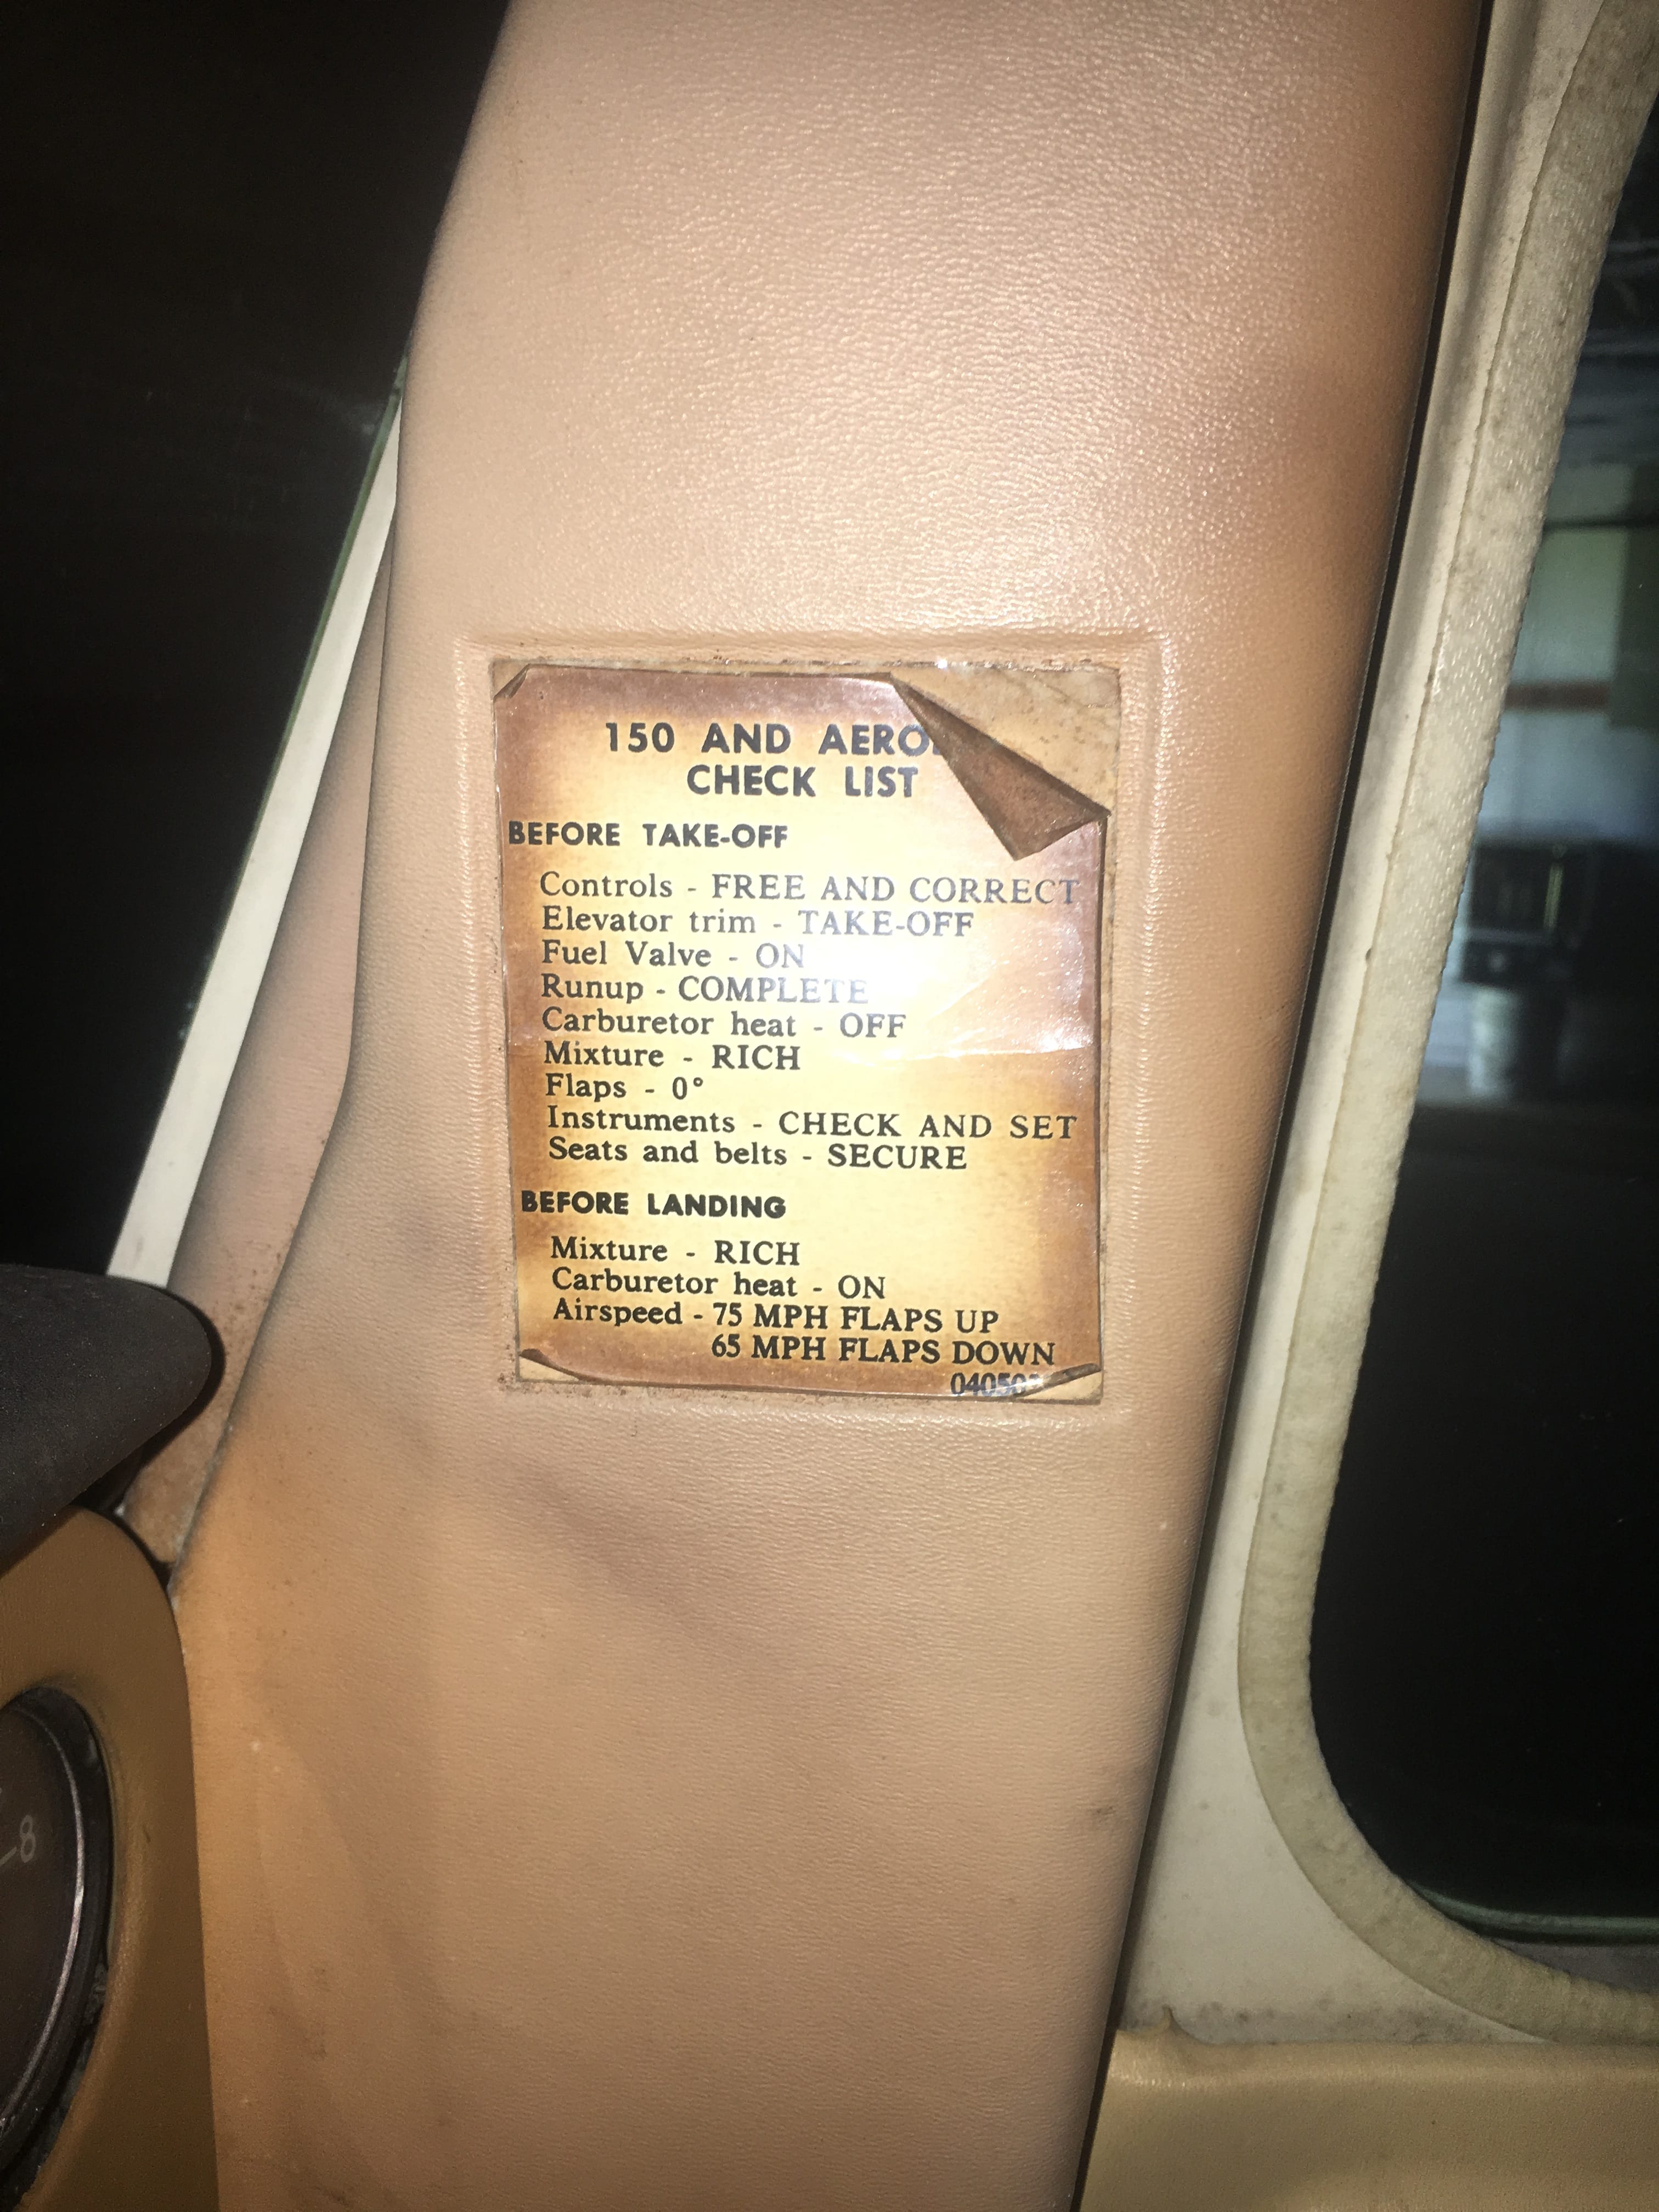 150 AND AERO
CHECK LIST
BEFORE TAKE-OFF
Controls - FREE AND CORRECT
Elevator trim - TAKE-OFF
Fuel Valve - ON
Runup - COMPLETE
Carburetor heat - OFF
Mixture - RICH
Flaps - 0°
Instruments - CHECK AND SET
Seats and belts - SECURE
BEFORE LANDING
Mixture - RICH
Carburetor heat - ON
Airspeed - 75 MPH FLAPS UP
65 MPH FLAPS DOWN
8